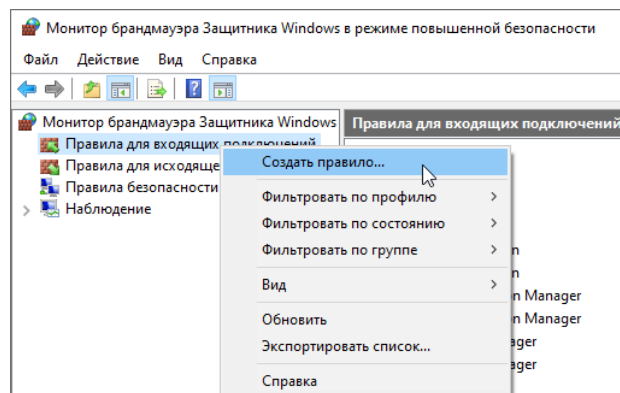 Монитор брандмауэра Защитника Windows в режиме повышенной безопасности
Файл Действие Вид Справка
Монитор брандмауэра Защитника Windows
Правила для входящих подключений
Правила для входящих подключений
Правила для исходяще
Правила безопасности
Наблюдение
Создать правило...
Фильтровать по профилю
Фильтровать по состоянию
Фильтровать по группе
Вид
Обновить
Экспортировать список...
Справка
n
n
n Manager
n Manager
ager
ager